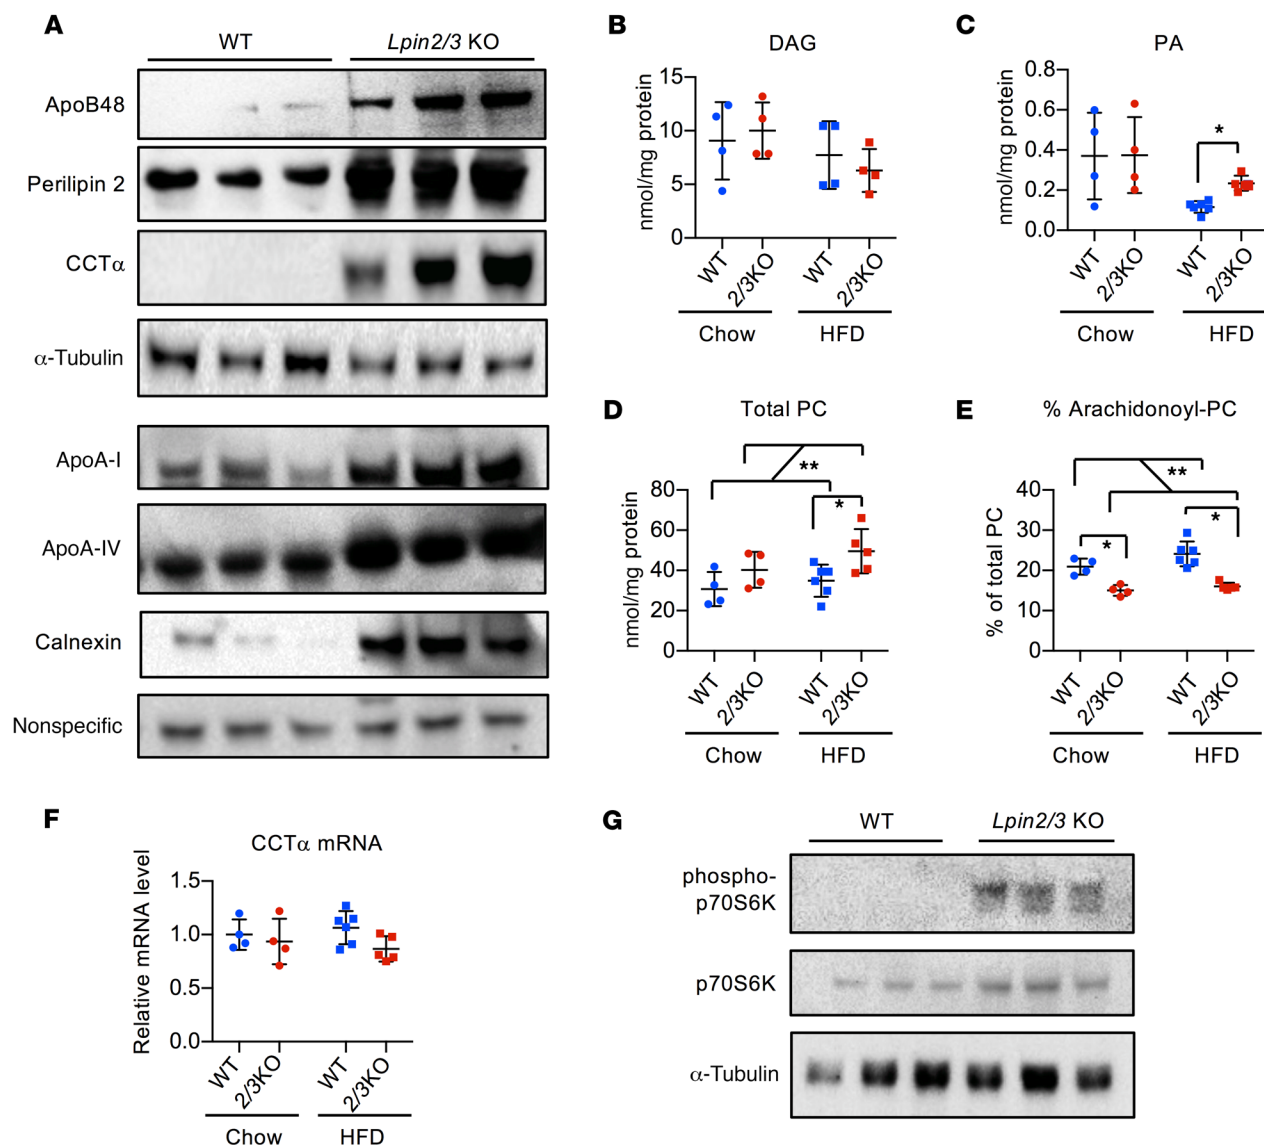 A
WT
Lpin2/3 KO
ApoB48
Perilipin 2
CCTα
α-Tubulin
ApoA-I
ApoA-IV
Calnexin
Nonspecific
B
DAG
nmol/mg protein
15
10
5
0
WT
2/3KO
WT
2/3KO
Chow
HFD
C
PA
nmol/mg protein
0.8
0.6
0.4
0.2
0.0
*
WT
2/3KO
WT
2/3KO
Chow
HFD
D
Total PC
nmol/mg protein
80
60
40
20
0
**
*
WT
2/3KO
WT
2/3KO
Chow
HFD
E
% Arachidonoyl-PC
% of total PC
40
30
20
10
0
**
*
*
WT
2/3KO
WT
2/3KO
Chow
HFD
F
CCTα mRNA
Relative mRNA level
1.5
1.0
0.5
0.0
WT
2/3KO
WT
2/3KO
Chow
HFD
G
WT
Lpin2/3 KO
phospho-
p70S6K
p70S6K
α-Tubulin